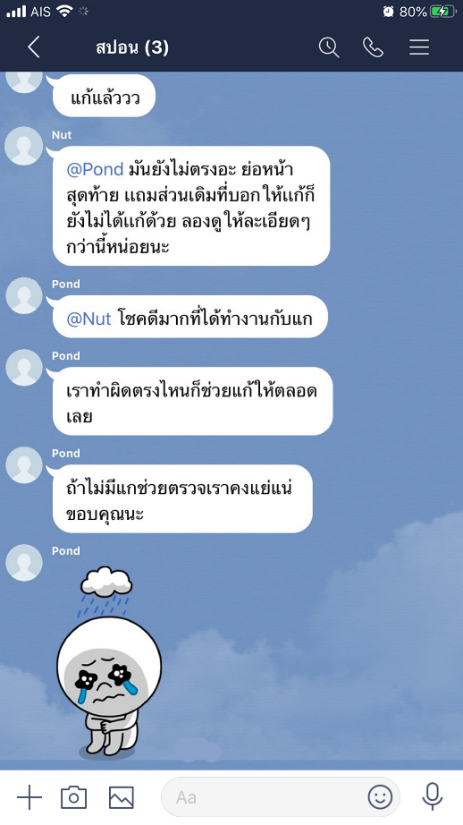 AIS
80%
สปอน (3)
แก้แล้ววว
Nut
@Pond มันยังไม่ตรงอะ ย่อหน้า
สุดท้าย แถมส่วนเดิมที่บอกให้แก้ก็
ยังไม่ได้แก้ด้วย ลองดูให้ละเอียดๆ
กว่านี้หน่อยนะ
Pond
@Nut โชคดีมากที่ได้ทำงานกับแก
Pond
เราทำผิดตรงไหนก็ช่วยแก้ให้ตลอด
เลย
Pond
ถ้าไม่มีแกช่วยตรวจเราคงแย่แน่
ขอบคุณนะ
Pond
Aa